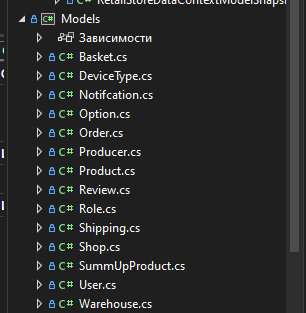 RetailStoreDataContextModelSnaps
C# Models
Зависимости
C# Basket.cs
C# DeviceType.cs
C# Notifcation.cs
C# Option.cs
C# Order.cs
C# Producer.cs
C# Product.cs
C# Review.cs
C# Role.cs
C# Shipping.cs
C# Shop.cs
C# SummUpProduct.cs
C# User.cs
C# Warehouse.cs